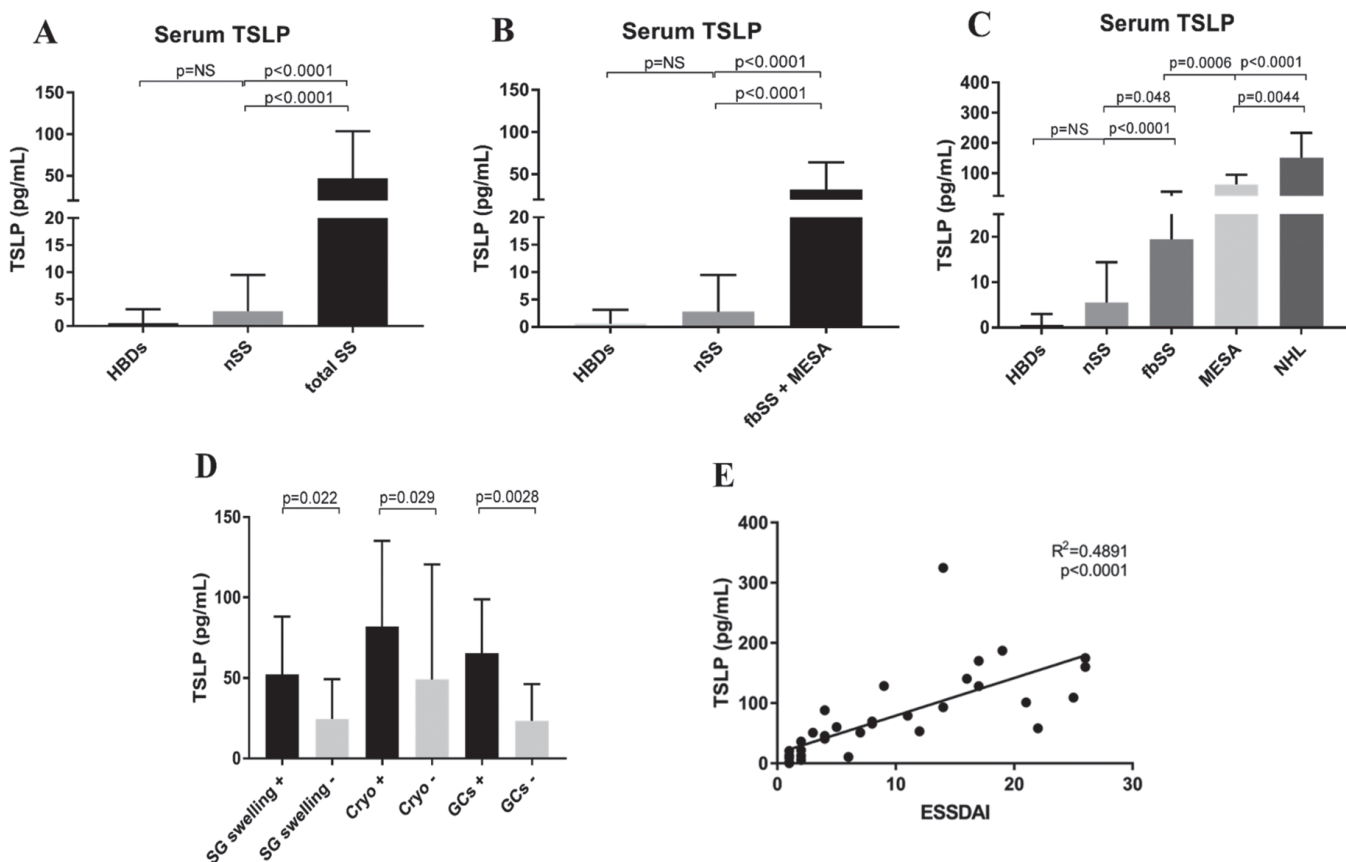 A
Serum TSLP
p=NS
p<0.0001
p<0.0001
TSLP (pg/mL)
150
100
50
20
15
10
5
0
HBDs
nSS
total SS
B
Serum TSLP
p=NS
p<0.0001
p<0.0001
TSLP (pg/mL)
150
100
50
20
15
10
5
0
HBDs
nSS
fbSS + MESA
C
Serum TSLP
p=0.0006
p<0.0001
p=0.048
p=0.0044
p=NS
p<0.0001
TSLP (pg/mL)
400
300
200
100
20
10
0
HBDs
nSS
fbSS
MESA
NHL
D
p=0.022
p=0.029
p=0.0028
TSLP (pg/mL)
150
100
50
0
SG swelling +
SG swelling -
Cryo +
Cryo -
GCs +
GCs -
E
R²=0.4891
p<0.0001
TSLP (pg/mL)
400
300
200
100
0
0
10
20
30
ESSDAI